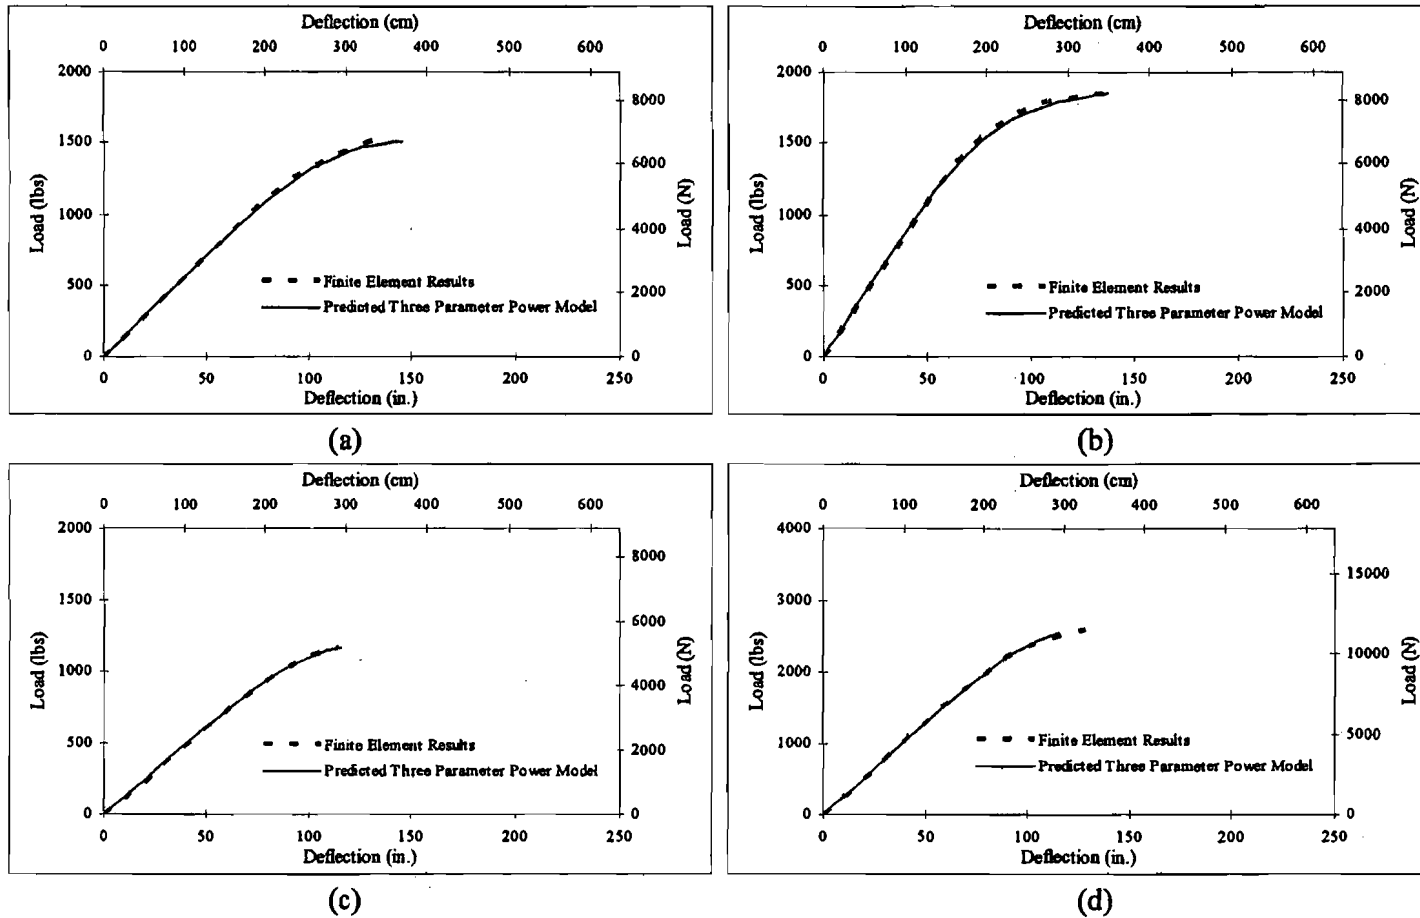 Deflection (cm)
0 100 200 300 400 500 600
2000
1500
1000
500
0
Load (lbs)
8000
6000
4000
2000
0
Load (N)
Finite Element Results
Predicted Three Parameter Power Model
0 50 100 150 200 250
Deflection (in.)
(a)
Deflection (cm)
0 100 200 300 400 500 600
2000
1500
1000
500
0
Load (lbs)
8000
6000
4000
2000
0
Load (N)
Finite Element Results
Predicted Three Parameter Power Model
0 50 100 150 200 250
Deflection (in.)
(b)
Deflection (cm)
0 100 200 300 400 500 600
2000
1500
1000
500
0
Load (lbs)
8000
6000
4000
2000
0
Load (N)
Finite Element Results
Predicted Three Parameter Power Model
0 50 100 150 200 250
Deflection (in.)
(c)
Deflection (cm)
0 100 200 300 400 500 600
4000
3000
2000
1000
0
Load (lbs)
15000
10000
5000
0
Load (N)
Finite Element Results
Predicted Three Parameter Power Model
0 50 100 150 200 250
Deflection (in.)
(d)